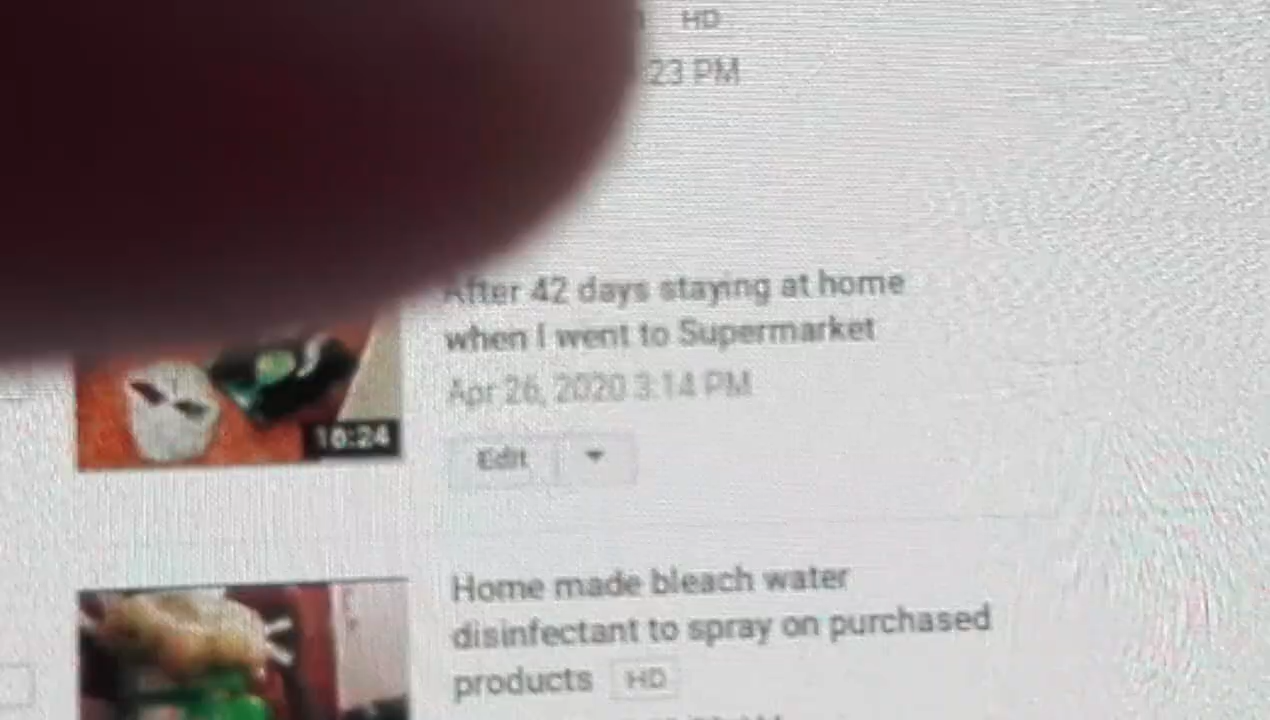 HD
23 PM
After 42 days staying at home
when I went to Supermarket
Apr 26, 2020 3:14 PM
16:24
Edit
Home made bleach water
disinfectant to spray on purchased
products HD